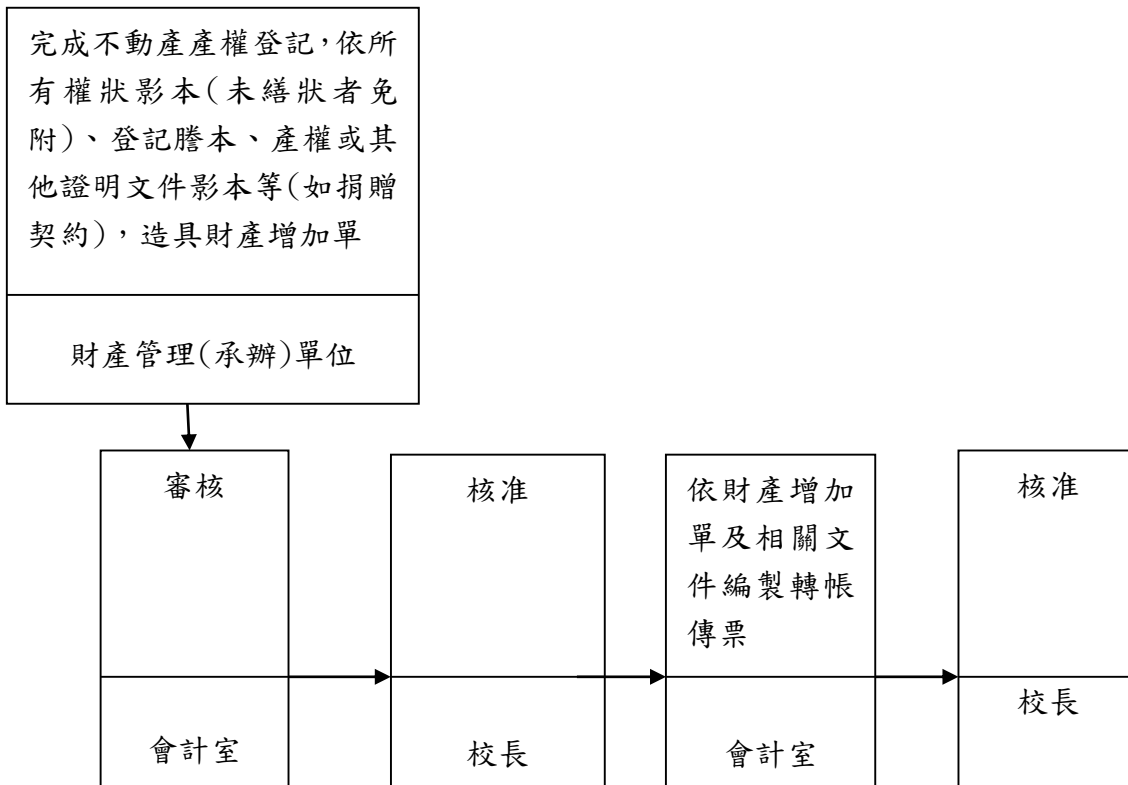 完成不動產產權登記，依所
有權狀影本(未繕狀者免
附)、登記謄本、產權或其
他證明文件影本等(如捐贈
契約)，造具財產增加單
財產管理(承辦)單位
審核
會計室
核准
校長
依財產增加
單及相關文
件編製轉帳
傳票
會計室
核准
校長